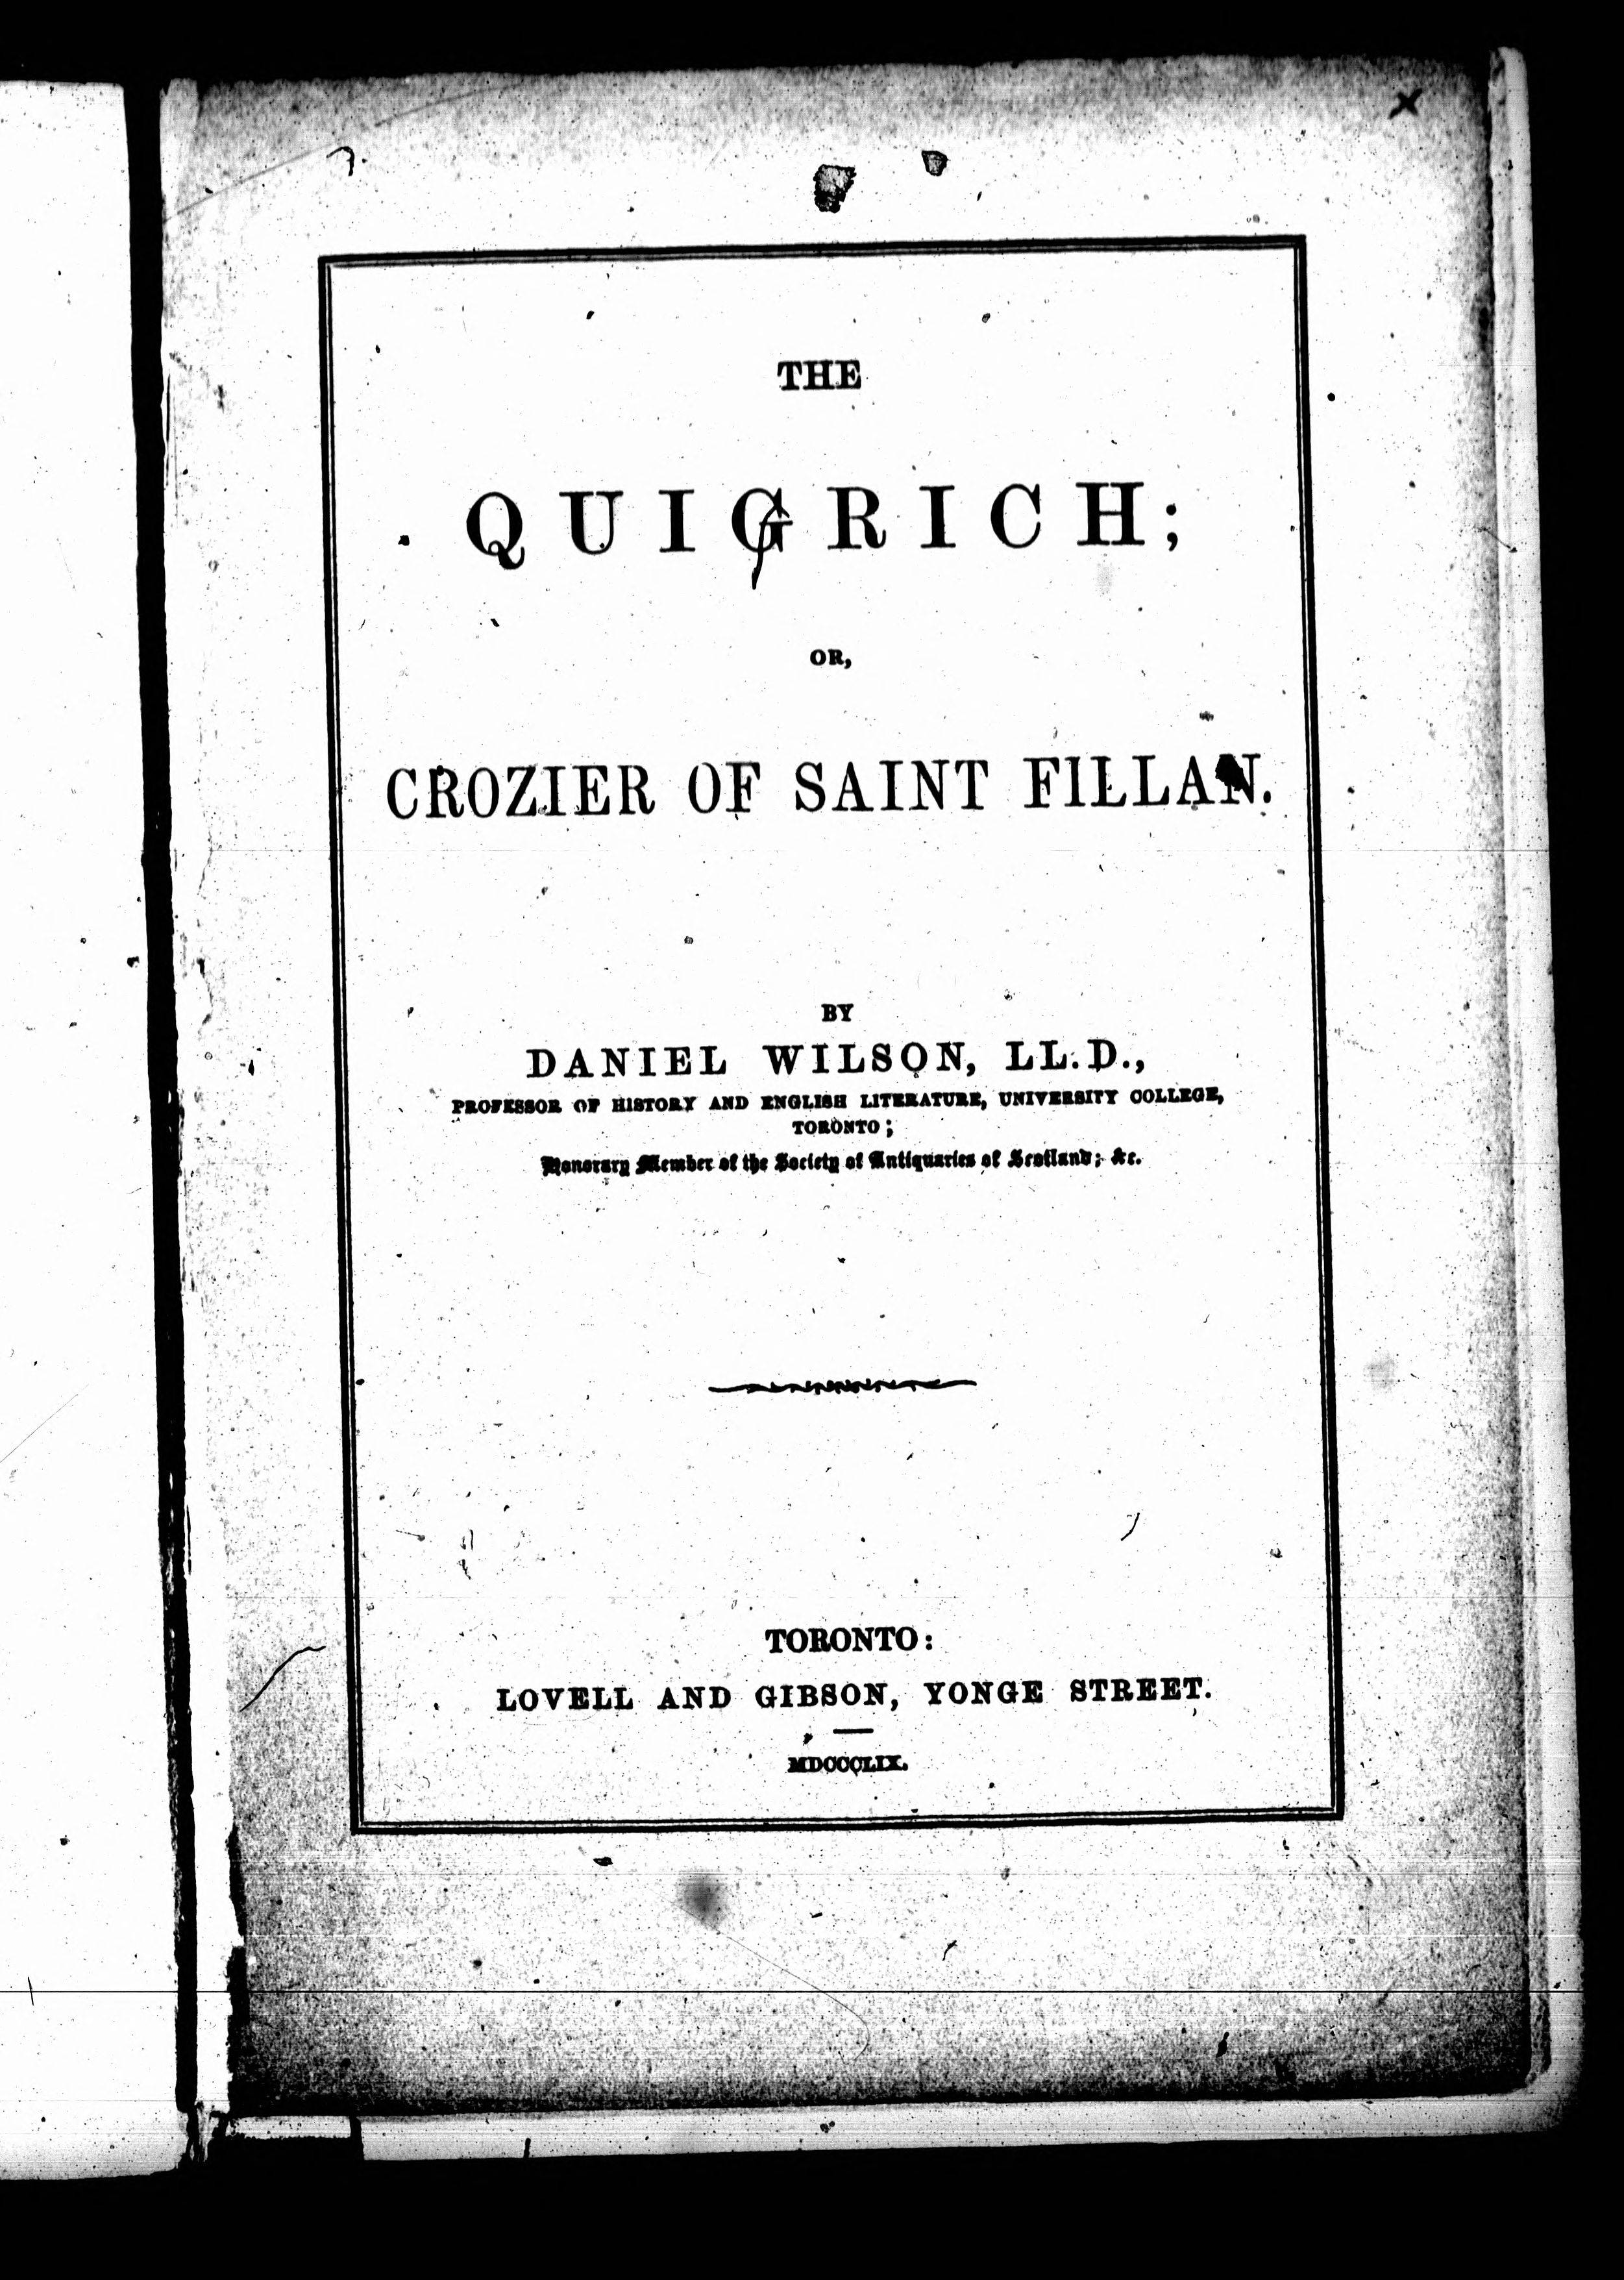 THE
QUIGRICH;
OR,
CROZIER OF SAINT FILLAN.
BY
DANIEL WILSON, LL.D.,
PROFESSOR OF HISTORY AND ENGLISH LITERATURE, UNIVERSITY COLLEGE,
TORONTO;
Honorary Member of the Society of Antiquaries of Scotland; &c.
TORONTO:
LOVELL AND GIBSON, YONGE STREET.
MDCCCLIX.